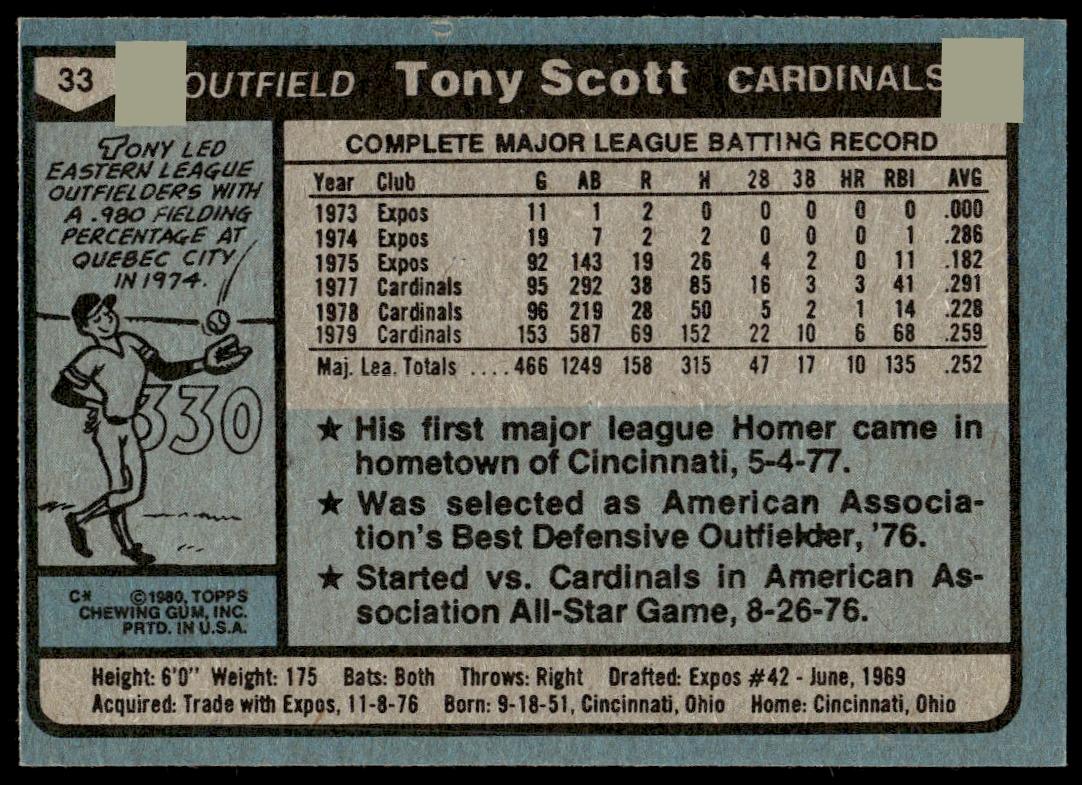 33 OUTFIELD Tony Scott CARDINALS
TONY LED
EASTERN LEAGUE
OUTFIELDERS WITH
A .980 FIELDING
PERCENTAGE AT
QUEBEC CITY
IN 1974.
330
C* ©1980, TOPPS
CHEWING GUM, INC.
PRTD. IN U.S.A.
COMPLETE MAJOR LEAGUE BATTING RECORD
Year Club G AB R H 2B 3B HR RBI AVG
1973 Expos 11 1 2 0 0 0 0 0 .000
1974 Expos 19 7 2 2 0 0 0 1 .286
1975 Expos 92 143 19 26 4 2 0 11 .182
1977 Cardinals 95 292 38 85 16 3 3 41 .291
1978 Cardinals 96 219 28 50 5 2 1 14 .228
1979 Cardinals 153 587 69 152 22 10 6 68 .259
Maj. Lea. Totals ....466 1249 158 315 47 17 10 135 .252
★ His first major league Homer came in
hometown of Cincinnati, 5-4-77.
★ Was selected as American Associa-
tion's Best Defensive Outfielder, '76.
★ Started vs. Cardinals in American As-
sociation All-Star Game, 8-26-76.
Height: 6'0" Weight: 175 Bats: Both Throws: Right Drafted: Expos #42 - June, 1969
Acquired: Trade with Expos, 11-8-76 Born: 9-18-51, Cincinnati, Ohio Home: Cincinnati, Ohio